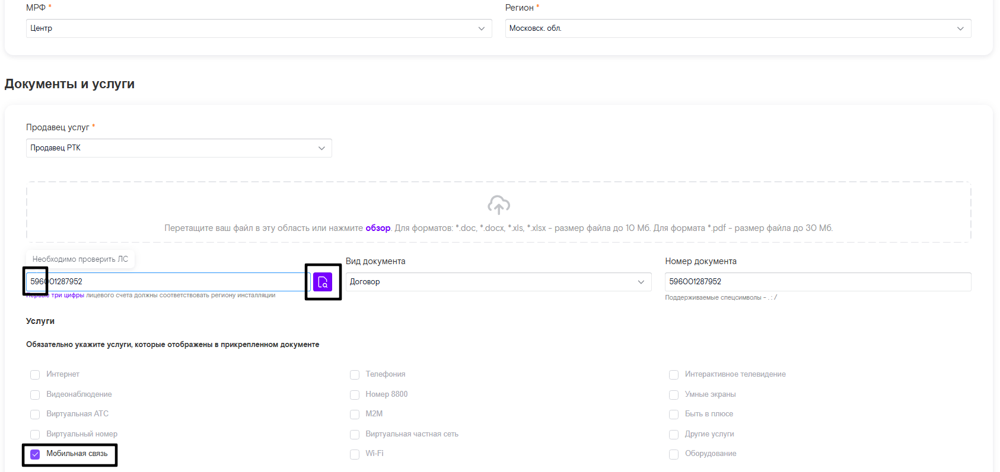 МРФ *
Регион *
Центр
Московск. обл.
Документы и услуги
Продавец услуг *
Продавец РТК
Перетащите ваш файл в эту область или нажмите обзор. Для форматов: *.doc, *.docx, *.xls, *.xlsx - размер файла до 10 Мб. Для формата *.pdf - размер файла до 30 Мб.
Необходимо проверить ЛС
Вид документа
Номер документа
596001287952
Договор
596001287952
Первые три цифры лицевого счета должны соответствовать региону инсталляции
Поддерживаемые спецсимволы - . : /
Услуги
Обязательно укажите услуги, которые отображены в прикрепленном документе
Интернет
Телефония
Интерактивное телевидение
Видеонаблюдение
Номер 8800
Умные экраны
Виртуальная АТС
M2M
Быть в плюсе
Виртуальный номер
Виртуальная частная сеть
Другие услуги
Мобильная связь
Wi-Fi
Оборудование